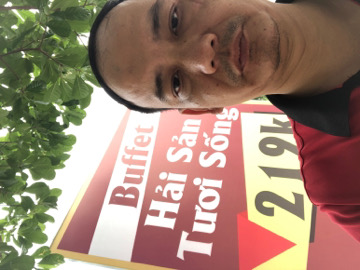 Buffet
Hải Sản
Tươi Sống
219k